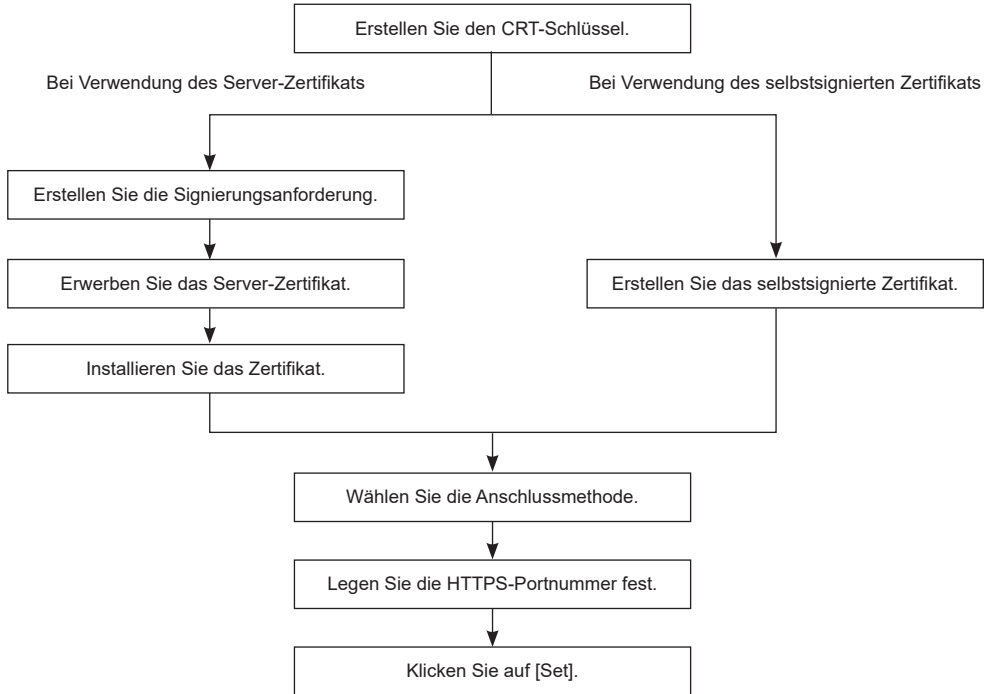 Erstellen Sie den CRT-Schlüssel.
Bei Verwendung des Server-Zertifikats
Bei Verwendung des selbstsignierten Zertifikats
Erstellen Sie die Signierungsanforderung.
Erwerben Sie das Server-Zertifikat.
Erstellen Sie das selbstsignierte Zertifikat.
Installieren Sie das Zertifikat.
Wählen Sie die Anschlussmethode.
Legen Sie die HTTPS-Portnummer fest.
Klicken Sie auf [Set].